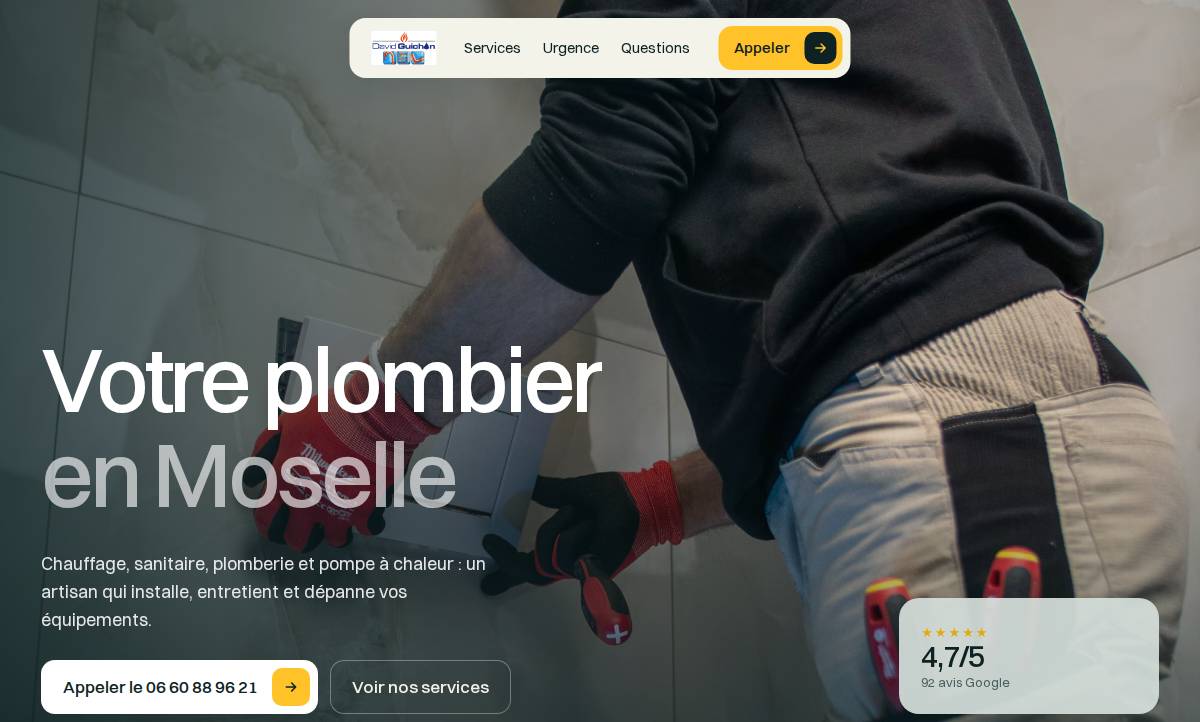 David Guichon
Services
Urgence
Questions
Appeler
Votre plombier
en Moselle
Chauffage, sanitaire, plomberie et pompe à chaleur : un
artisan qui installe, entretient et dépanne vos
équipements.
Appeler le 06 60 88 96 21
Voir nos services
4,7/5
92 avis Google